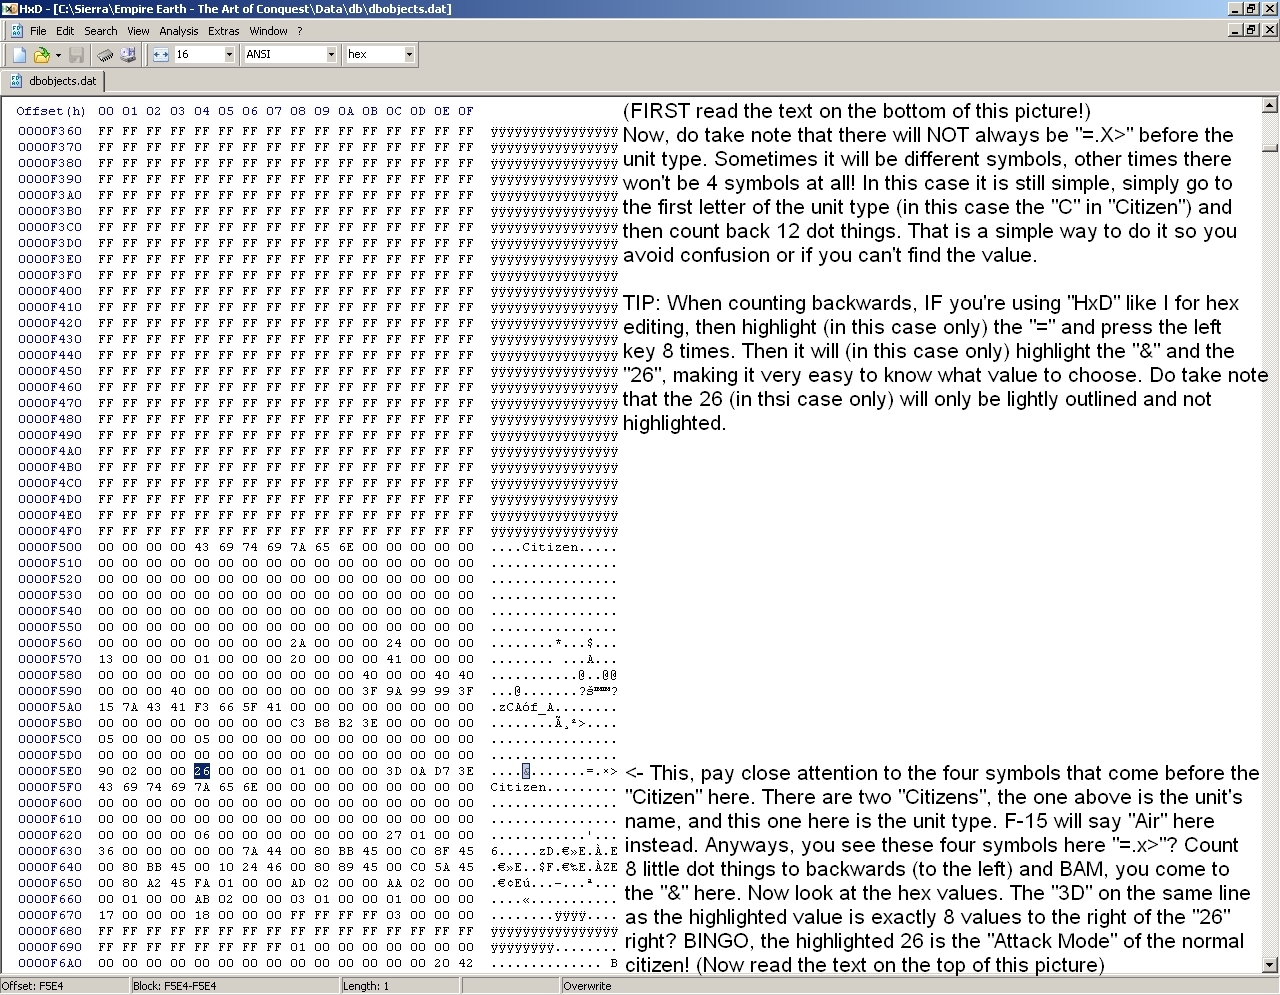 HxD - [C:\Sierra\Empire Earth - The Art of Conquest\Data\db\dbobjects.dat]
File Edit Search View Analysis Extras Window ?
16 ANSI hex
dbobjects.dat
Offset(h) 00 01 02 03 04 05 06 07 08 09 0A 0B 0C 0D 0E 0F
0000F360 FF FF FF FF FF FF FF FF FF FF FF FF FF FF FF FF ÿÿÿÿÿÿÿÿÿÿÿÿÿÿÿÿ
0000F370 FF FF FF FF FF FF FF FF FF FF FF FF FF FF FF FF ÿÿÿÿÿÿÿÿÿÿÿÿÿÿÿÿ
0000F380 FF FF FF FF FF FF FF FF FF FF FF FF FF FF FF FF ÿÿÿÿÿÿÿÿÿÿÿÿÿÿÿÿ
0000F390 FF FF FF FF FF FF FF FF FF FF FF FF FF FF FF FF ÿÿÿÿÿÿÿÿÿÿÿÿÿÿÿÿ
0000F3A0 FF FF FF FF FF FF FF FF FF FF FF FF FF FF FF FF ÿÿÿÿÿÿÿÿÿÿÿÿÿÿÿÿ
0000F3B0 FF FF FF FF FF FF FF FF FF FF FF FF FF FF FF FF ÿÿÿÿÿÿÿÿÿÿÿÿÿÿÿÿ
0000F3C0 FF FF FF FF FF FF FF FF FF FF FF FF FF FF FF FF ÿÿÿÿÿÿÿÿÿÿÿÿÿÿÿÿ
0000F3D0 FF FF FF FF FF FF FF FF FF FF FF FF FF FF FF FF ÿÿÿÿÿÿÿÿÿÿÿÿÿÿÿÿ
0000F3E0 FF FF FF FF FF FF FF FF FF FF FF FF FF FF FF FF ÿÿÿÿÿÿÿÿÿÿÿÿÿÿÿÿ
0000F3F0 FF FF FF FF FF FF FF FF FF FF FF FF FF FF FF FF ÿÿÿÿÿÿÿÿÿÿÿÿÿÿÿÿ
0000F400 FF FF FF FF FF FF FF FF FF FF FF FF FF FF FF FF ÿÿÿÿÿÿÿÿÿÿÿÿÿÿÿÿ
0000F410 FF FF FF FF FF FF FF FF FF FF FF FF FF FF FF FF ÿÿÿÿÿÿÿÿÿÿÿÿÿÿÿÿ
0000F420 FF FF FF FF FF FF FF FF FF FF FF FF FF FF FF FF ÿÿÿÿÿÿÿÿÿÿÿÿÿÿÿÿ
0000F430 FF FF FF FF FF FF FF FF FF FF FF FF FF FF FF FF ÿÿÿÿÿÿÿÿÿÿÿÿÿÿÿÿ
0000F440 FF FF FF FF FF FF FF FF FF FF FF FF FF FF FF FF ÿÿÿÿÿÿÿÿÿÿÿÿÿÿÿÿ
0000F450 FF FF FF FF FF FF FF FF FF FF FF FF FF FF FF FF ÿÿÿÿÿÿÿÿÿÿÿÿÿÿÿÿ
0000F460 FF FF FF FF FF FF FF FF FF FF FF FF FF FF FF FF ÿÿÿÿÿÿÿÿÿÿÿÿÿÿÿÿ
0000F470 FF FF FF FF FF FF FF FF FF FF FF FF FF FF FF FF ÿÿÿÿÿÿÿÿÿÿÿÿÿÿÿÿ
0000F480 FF FF FF FF FF FF FF FF FF FF FF FF FF FF FF FF ÿÿÿÿÿÿÿÿÿÿÿÿÿÿÿÿ
0000F490 FF FF FF FF FF FF FF FF FF FF FF FF FF FF FF FF ÿÿÿÿÿÿÿÿÿÿÿÿÿÿÿÿ
0000F4A0 FF FF FF FF FF FF FF FF FF FF FF FF FF FF FF FF ÿÿÿÿÿÿÿÿÿÿÿÿÿÿÿÿ
0000F4B0 FF FF FF FF FF FF FF FF FF FF FF FF FF FF FF FF ÿÿÿÿÿÿÿÿÿÿÿÿÿÿÿÿ
0000F4C0 FF FF FF FF FF FF FF FF FF FF FF FF FF FF FF FF ÿÿÿÿÿÿÿÿÿÿÿÿÿÿÿÿ
0000F4D0 FF FF FF FF FF FF FF FF FF FF FF FF FF FF FF FF ÿÿÿÿÿÿÿÿÿÿÿÿÿÿÿÿ
0000F4E0 FF FF FF FF FF FF FF FF FF FF FF FF FF FF FF FF ÿÿÿÿÿÿÿÿÿÿÿÿÿÿÿÿ
0000F4F0 FF FF FF FF FF FF FF FF FF FF FF FF FF FF FF FF ÿÿÿÿÿÿÿÿÿÿÿÿÿÿÿÿ
0000F500 00 00 00 00 43 69 74 69 7A 65 6E 00 00 00 00 00 ....Citizen.....
0000F510 00 00 00 00 00 00 00 00 00 00 00 00 00 00 00 00 ................
0000F520 00 00 00 00 00 00 00 00 00 00 00 00 00 00 00 00 ................
0000F530 00 00 00 00 00 00 00 00 00 00 00 00 00 00 00 00 ................
0000F540 00 00 00 00 00 00 00 00 00 00 00 00 00 00 00 00 ................
0000F550 00 00 00 00 00 00 00 00 00 00 00 00 00 00 00 00 ................
0000F560 00 00 00 00 00 00 00 00 2A 00 00 00 24 00 00 00 ........*...$...
0000F570 13 00 00 00 01 00 00 00 20 00 00 00 41 00 00 00 ........ ...A...
0000F580 00 00 00 00 00 00 00 00 00 00 00 40 00 00 40 40 ...........@..@@
0000F590 00 00 00 40 00 00 00 00 00 00 00 3F 9A 99 99 3F ...@.......?š™™?
0000F5A0 15 7A 43 41 F3 66 5F 41 00 00 00 00 00 00 00 00 .zCAóf_A........
0000F5B0 00 00 00 00 00 00 00 00 C3 B8 B2 3E 00 00 00 00 ........Ã¸²>....
0000F5C0 05 00 00 00 05 00 00 00 00 00 00 00 00 00 00 00 ................
0000F5D0 00 00 00 00 00 00 00 00 00 00 00 00 00 00 00 00 ................
0000F5E0 90 02 00 00 26 00 00 00 01 00 00 00 3D 0A D7 3E ....&.......=.×>
0000F5F0 43 69 74 69 7A 65 6E 00 00 00 00 00 00 00 00 00 Citizen.........
0000F600 00 00 00 00 00 00 00 00 00 00 00 00 00 00 00 00 ................
0000F610 00 00 00 00 00 00 00 00 00 00 00 00 00 00 00 00 ................
0000F620 00 00 00 00 06 00 00 00 00 00 00 00 27 01 00 00 ............'...
0000F630 36 00 00 00 00 00 7A 44 00 80 BB 45 00 C0 8F 45 6.....zD.€»E.À.E
0000F640 00 80 BB 45 00 10 24 46 00 80 89 45 00 C0 5A 45 .€»E..$F.€‰E.ÀZE
0000F650 00 80 A2 45 FA 01 00 00 AD 02 00 00 AA 02 00 00 .€¢Eú...­...ª...
0000F660 00 01 00 00 AB 02 00 00 03 01 00 00 01 00 00 00 ....«...........
0000F670 17 00 00 00 18 00 00 00 FF FF FF FF 03 00 00 00 ........ÿÿÿÿ....
0000F680 FF FF FF FF FF FF FF FF FF FF FF FF FF FF FF FF ÿÿÿÿÿÿÿÿÿÿÿÿÿÿÿÿ
0000F690 FF FF FF FF FF FF FF FF 01 00 00 00 00 00 00 00 ÿÿÿÿÿÿÿÿ........
0000F6A0 00 00 00 00 00 00 00 00 00 00 00 00 00 00 20 42 .............. B
(FIRST read the text on the bottom of this picture!)
Now, do take note that there will NOT always be "=.X>" before the
unit type. Sometimes it will be different symbols, other times there
won't be 4 symbols at all! In this case it is still simple, simply go to
the first letter of the unit type (in this case the "C" in "Citizen") and
then count back 12 dot things. That is a simple way to do it so you
avoid confusion or if you can't find the value.
TIP: When counting backwards, IF you're using "HxD" like I for hex
editing, then highlight (in this case only) the "=" and press the left
key 8 times. Then it will (in this case only) highlight the "&" and the
"26", making it very easy to know what value to choose. Do take note
that the 26 (in thsi case only) will only be lightly outlined and not
highlighted.
<- This, pay close attention to the four symbols that come before the
"Citizen" here. There are two "Citizens", the one above is the unit's
name, and this one here is the unit type. F-15 will say "Air" here
instead. Anyways, you see these four symbols here "=.x>"? Count
8 little dot things to backwards (to the left) and BAM, you come to
the "&" here. Now look at the hex values. The "3D" on the same line
as the highlighted value is exactly 8 values to the right of the "26"
right? BINGO, the highlighted 26 is the "Attack Mode" of the normal
citizen! (Now read the text on the top of this picture)
Offset: F5E4 Block: F5E4-F5E4 Length: 1 Overwrite